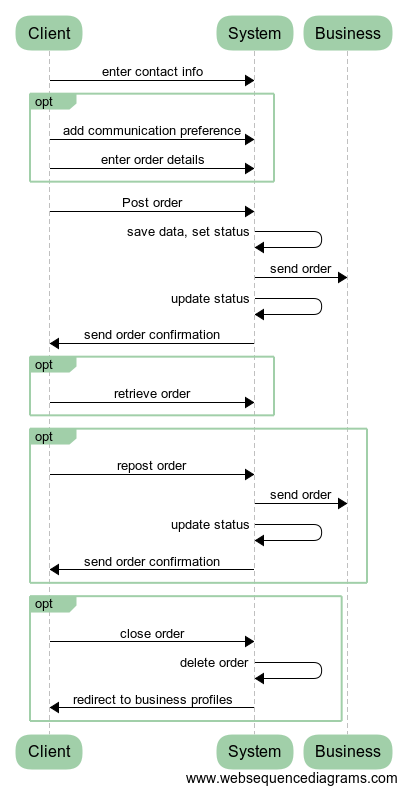 Client System Business
enter contact info
opt
add communication preference
enter order details
Post order
save data, set status
send order
update status
send order confirmation
opt
retrieve order
opt
repost order
send order
update status
send order confirmation
opt
close order
delete order
redirect to business profiles
Client System Business
www.websequencediagrams.com